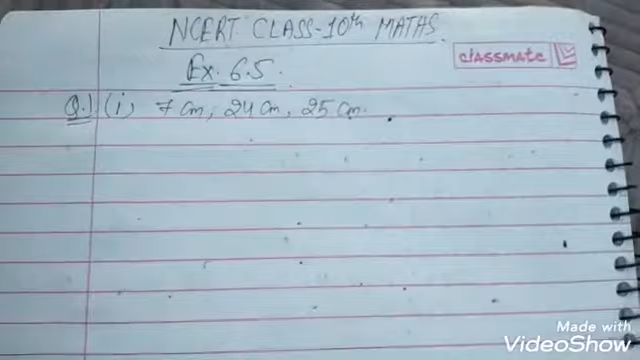 NCERT CLASS-10th MATHS
classmate
Ex. 6.5.
Q.1 (i) 7 cm, 24 cm, 25 cm.
Made with
VideoShow